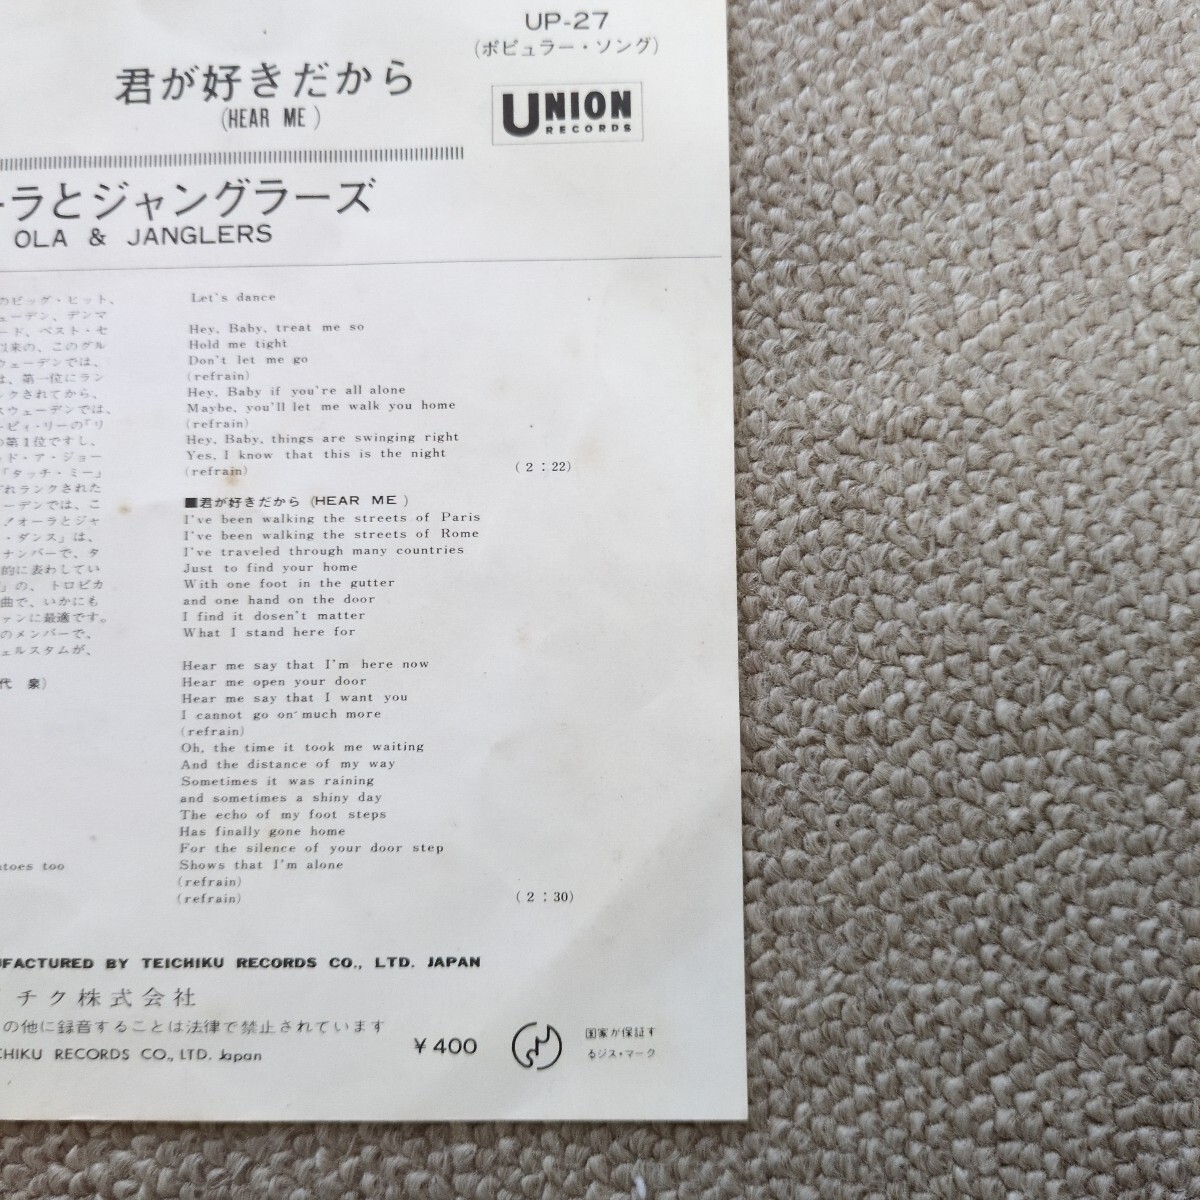 UP-27
(ポピュラー・ソング)
君が好きだから
(HEAR ME)
UNION
RECORDS
ーラとジャングラーズ
OLA & JANGLERS
のビッグ・ヒット、
ューデン、デンマ
ード、ベスト・セ
以来の、このグル
ウェーデンでは、
は、第一位にラン
ンクされてから、
スウェーデンでは、
ービィ・リーの『リ
の第1位ですし、
ッド・ア・ジョー
『タッチ・ミー』
ずれランクされた
ェーデンでは、こ
ノオーラとジャ
・ダンス」は、
ナンバーで、タ
的に表わしてい
」の、トロピカ
曲で、いかにも
ァンに最適です。
のメンバーで、
ェルスタムが、
代 泉)
atoes too
Let's dance
Hey, Baby, treat me so
Hold me tight
Don't let me go
(refrain)
Hey, Baby if you're all alone
Maybe, you'll let me walk you home
(refrain)
Hey, Baby, things are swinging right
Yes, I know that this is the night
(refrain)
(2:22)
■君が好きだから (HEAR ME)
I've been walking the streets of Paris
I've been walking the streets of Rome
I've traveled through many countries
Just to find your home
With one foot in the gutter
and one hand on the door
I find it dosen't matter
What I stand here for
Hear me say that I'm here now
Hear me open your door
Hear me say that I want you
I cannot go on much more
(refrain)
Oh, the time it took me waiting
And the distance of my way
Sometimes it was raining
and sometimes a shiny day
The echo of my foot steps
Has finally gone home
For the silence of your door step
Shows that I'm alone
(refrain)
(refrain)
(2:30)
UFACTURED BY TEICHIKU RECORDS CO., LTD. JAPAN
チク株式会社
の他に録音することは法律で禁止されています
CHIKU RECORDS CO., LTD. Japan
¥400
国家が保証す
るジス・マーク